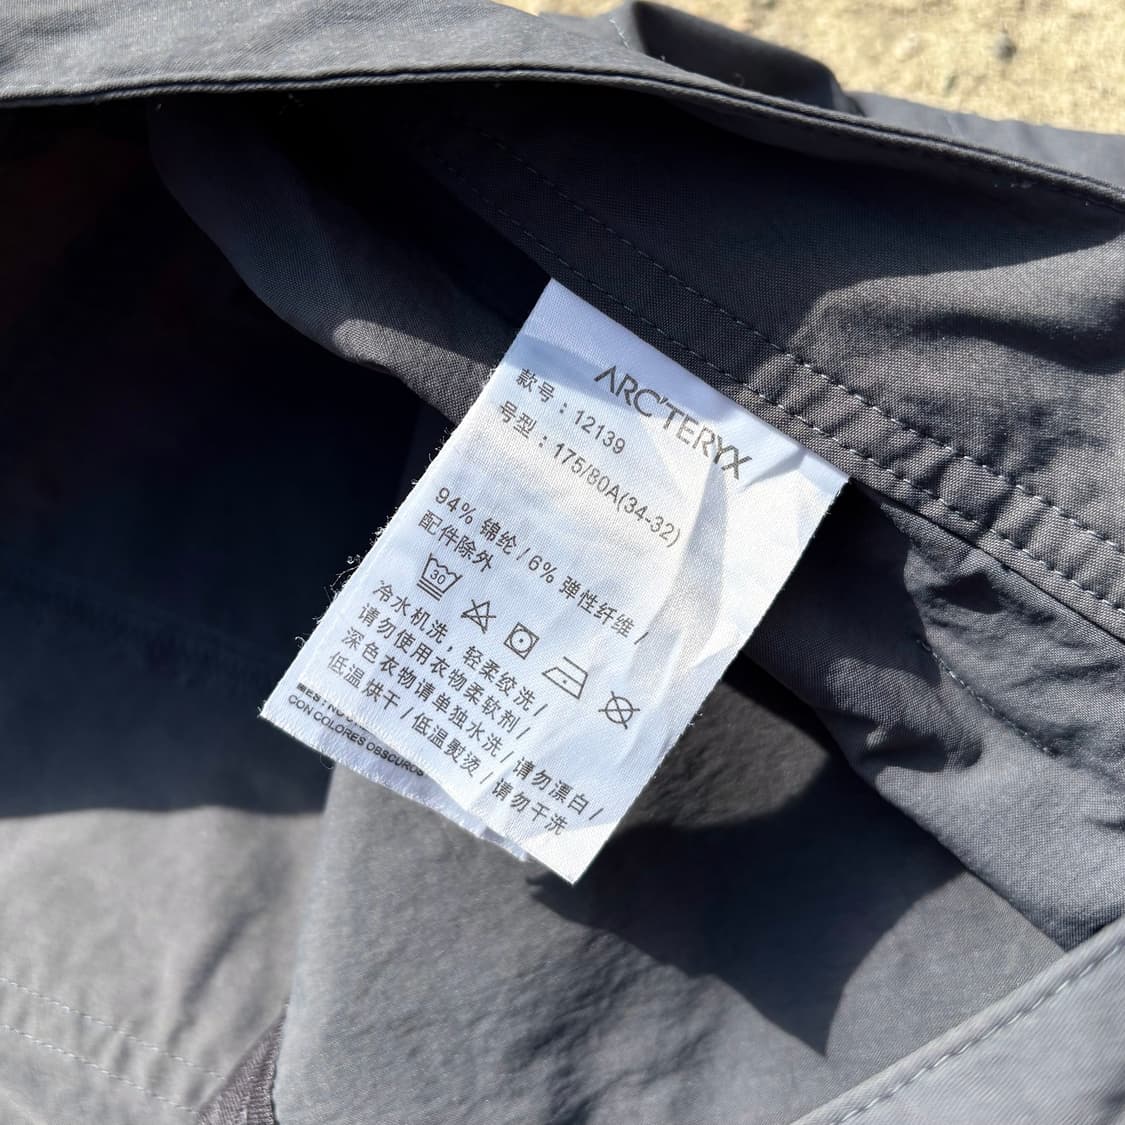 ARC'TERYX
款号：12139
号型：175/80A(34-32)
94% 锦纶 / 6% 弹性纤维 /
配件除外
30
冷水机洗，轻柔绞洗 /
请勿使用衣物柔软剂 /
深色衣物请单独水洗 / 请勿漂白 /
低温烘干 / 低温熨烫 / 请勿干洗
CON COLORES OBSCUROS